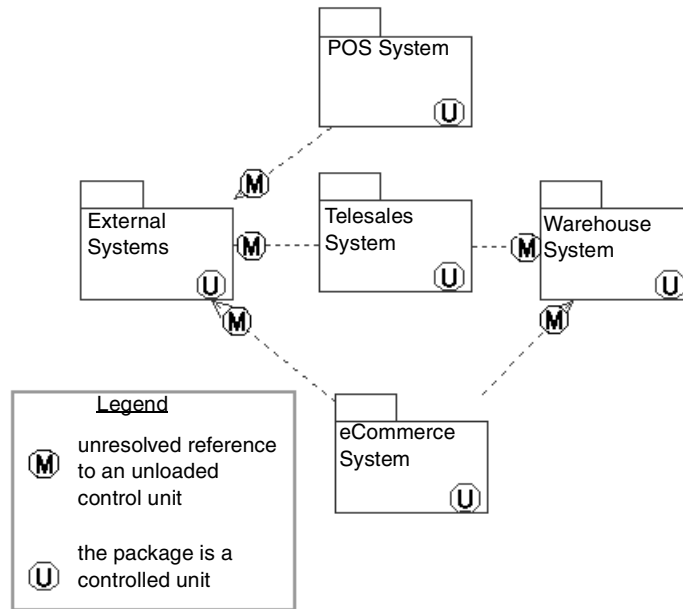 POS System
U
M
External
Systems
U
M
Telesales
System
U
M
Warehouse
System
U
M
M
eCommerce
System
U
Legend
M
unresolved reference
to an unloaded
control unit
U
the package is a
controlled unit